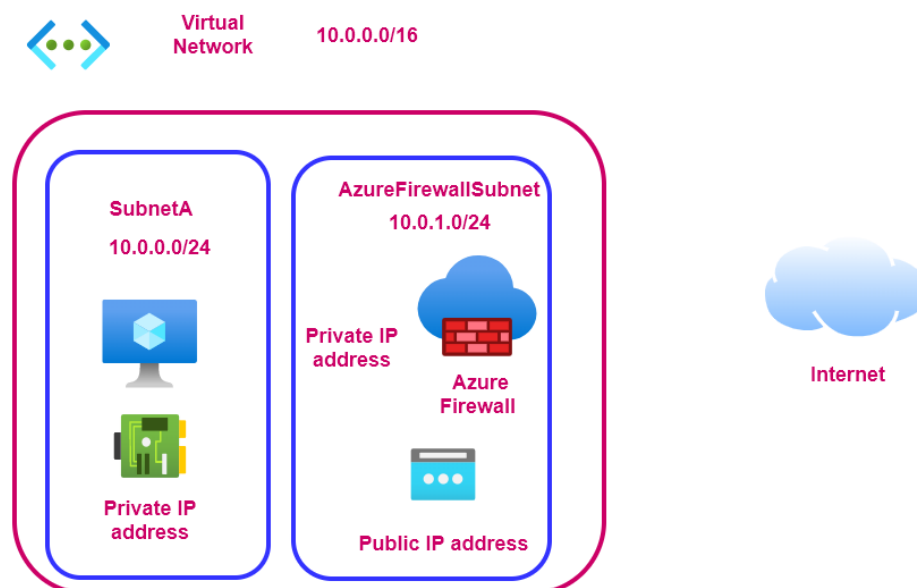 Virtual
Network
10.0.0.0/16
SubnetA
10.0.0.0/24
Private IP
address
AzureFirewallSubnet
10.0.1.0/24
Private IP
address
Azure
Firewall
Public IP address
Internet